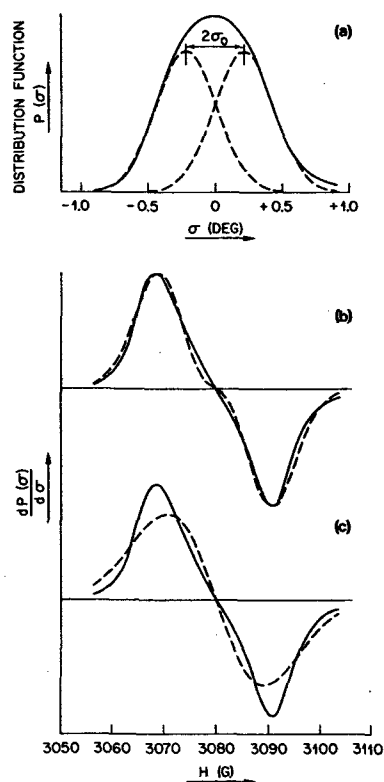 (a)
2σ₀
DISTRIBUTION FUNCTION
P (σ)
-1.0 -0.5 0 +0.5 +1.0
σ (DEG)
(b)
dP (σ)
dσ
(c)
3050 3060 3070 3080 3090 3100 3110
H (G)